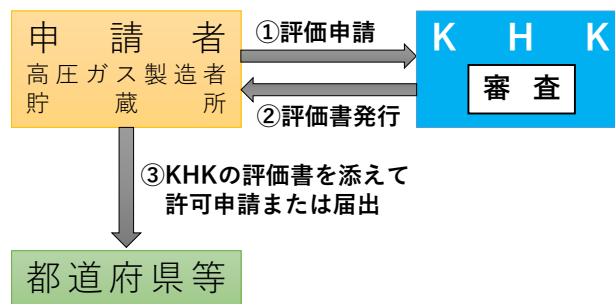 申請者
高圧ガス製造者
貯蔵所
①評価申請
②評価書発行
KHK
審査
③KHKの評価書を添えて
許可申請または届出
都道府県等